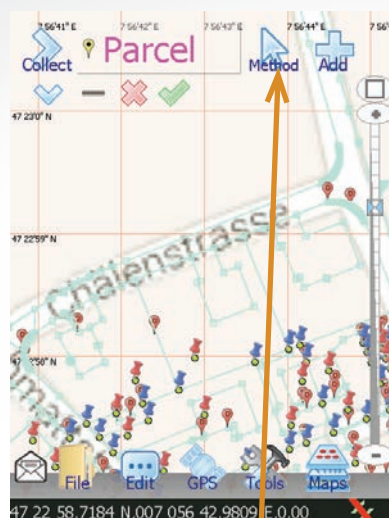 7 56'41" E 7 56'42" E 7 56'43" E 7 56'44" E
Collect Parcel Method Add
47 23'0" N
47 22'59" N
Chalenstrasse
File Edit GPS Tools Maps
47 22 58.7184 N,007 056 42.9809 E,0.00